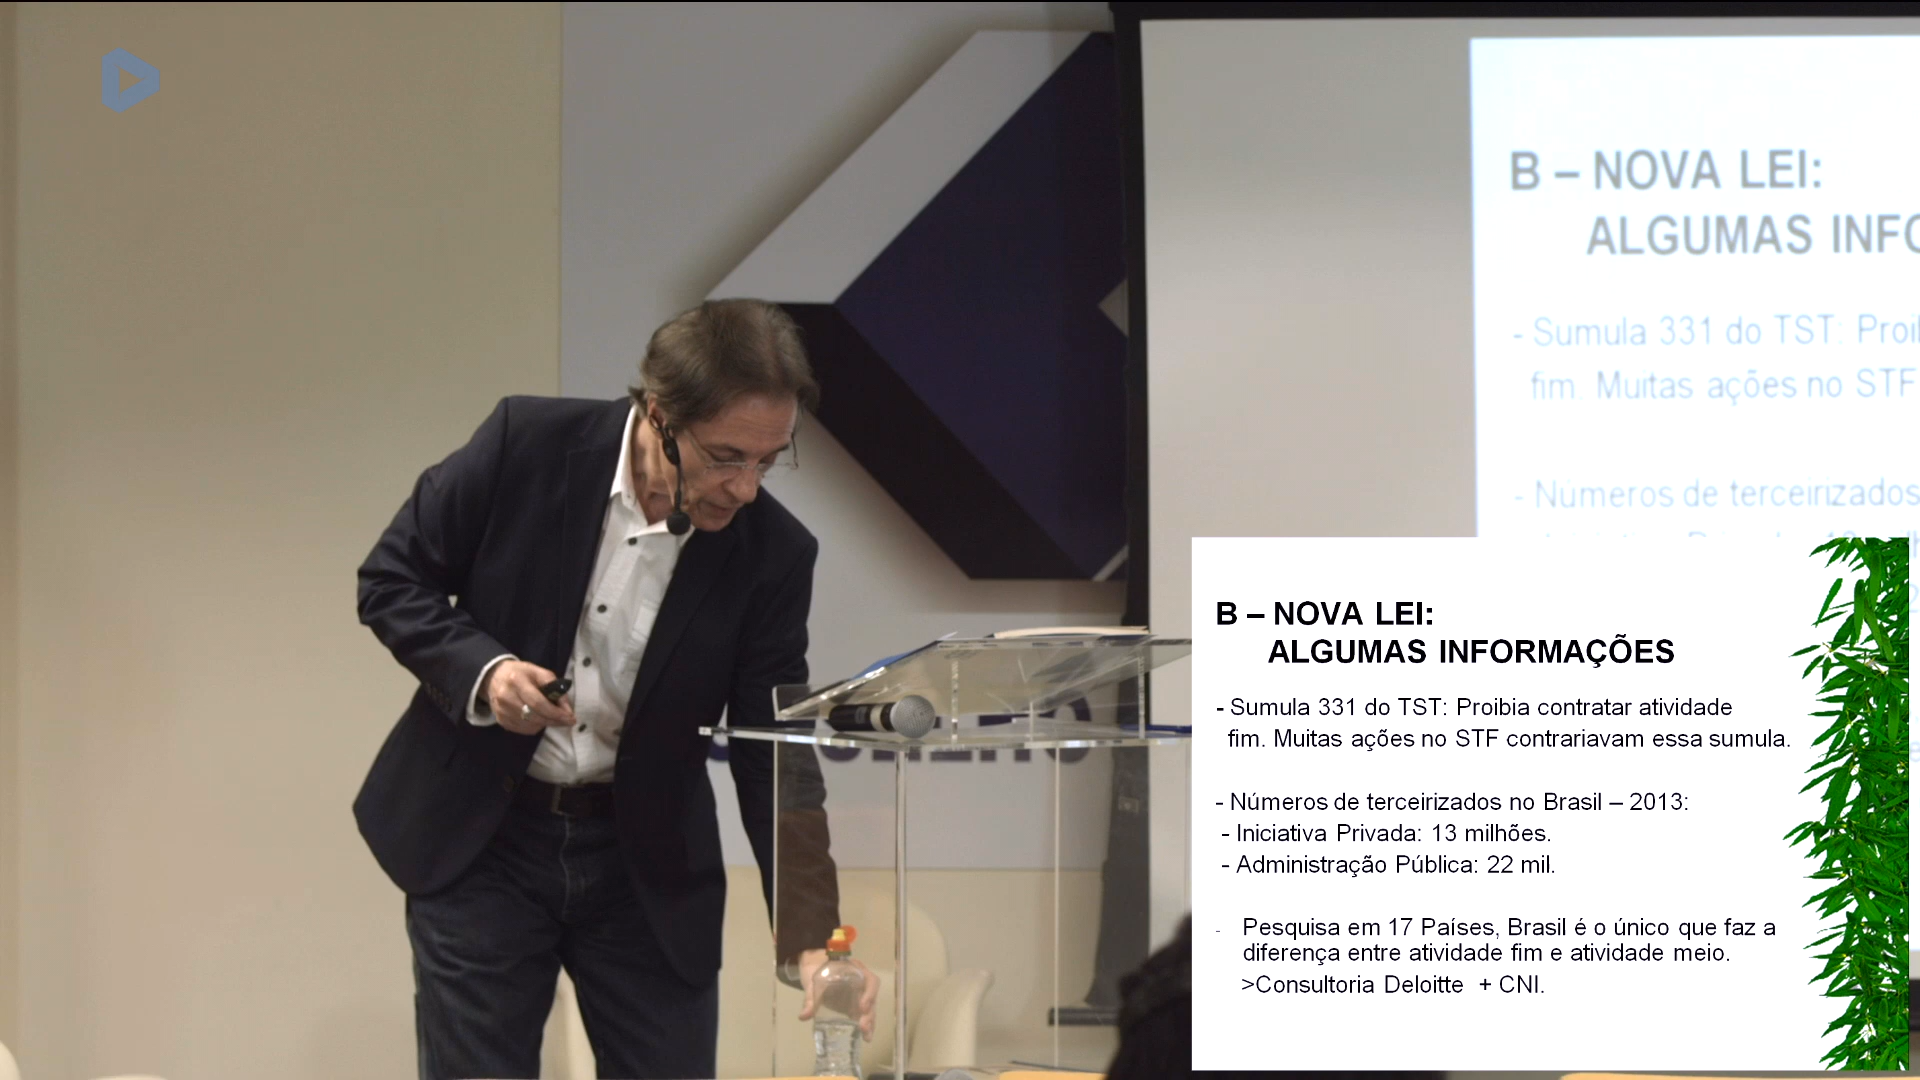 B – NOVA LEI:
ALGUMAS INFO
- Sumula 331 do TST: Proib
fim. Muitas ações no STF
- Números de terceirizados
B – NOVA LEI:
ALGUMAS INFORMAÇÕES
- Sumula 331 do TST: Proibia contratar atividade
fim. Muitas ações no STF contrariavam essa sumula.
- Números de terceirizados no Brasil – 2013:
- Iniciativa Privada: 13 milhões.
- Administração Pública: 22 mil.
- Pesquisa em 17 Países, Brasil é o único que faz a
diferença entre atividade fim e atividade meio.
>Consultoria Deloitte + CNI.